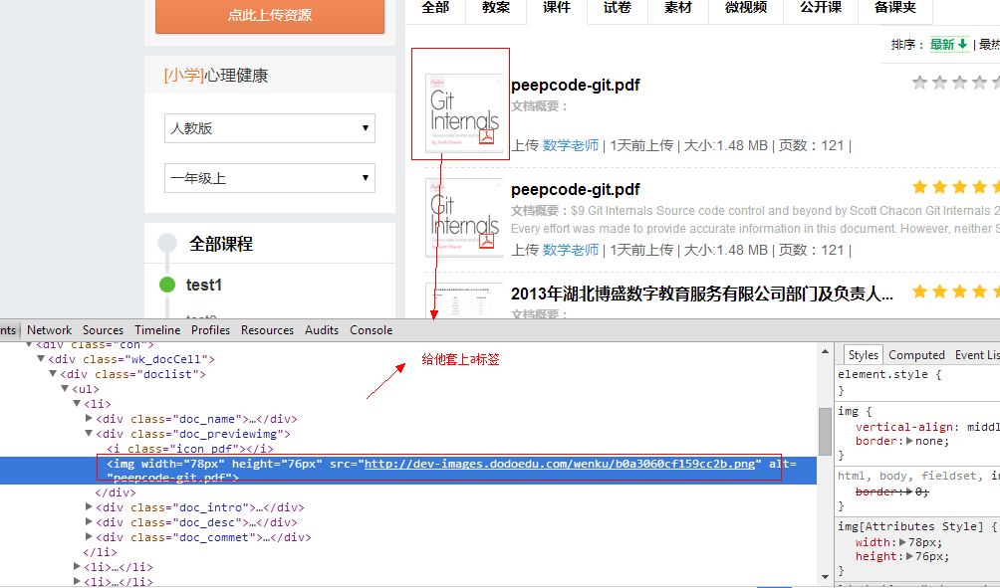 点此上传资源
[小学]心理健康
人教版
一年级上
全部课程
test1
全部 教案 课件 试卷 素材 微视频 公开课 备课夹
排序： 最新 | 最热
Git
Internals
Source code control and beyond
by Scott Chacon
peepcode-git.pdf
文档概要：
上传 数学老师 | 1天前上传 | 大小:1.48 MB | 页数：121 |
Git
Internals
peepcode-git.pdf
文档概要：$9 Git Internals Source code control and beyond by Scott Chacon Git Internals 2
Every effort was made to provide accurate information in this document. However, neither S
上传 数学老师 | 1天前上传 | 大小:1.48 MB | 页数：121 |
2013年湖北博盛数字教育服务有限公司部门及负责人...
文档概要：
nts Network Sources Timeline Profiles Resources Audits Console
给他套上a标签
<div class="con">
<div class="wk_docCell">
<div class="doclist">
<ul>
<li>
<div class="doc_name">…</div>
<div class="doc_previewimg">
<i class="icon_pdf"></i>
<img width="78px" height="76px" src="http://dev-images.dodoedu.com/wenku/b0a3060cf159cc2b.png" alt=
"peepcode-git.pdf">
</div>
<div class="doc_intro">…</div>
<div class="doc_desc">…</div>
<div class="doc_commet">…</div>
</li>
<li>…</li>
<li>…</li>
Styles Computed Event Lis
element.style {
}
img {
vertical-align: middl
border: none;
}
html, body, fieldset, i
border: 0;
}
img[Attributes Style] {
width: 78px;
height: 76px;
}